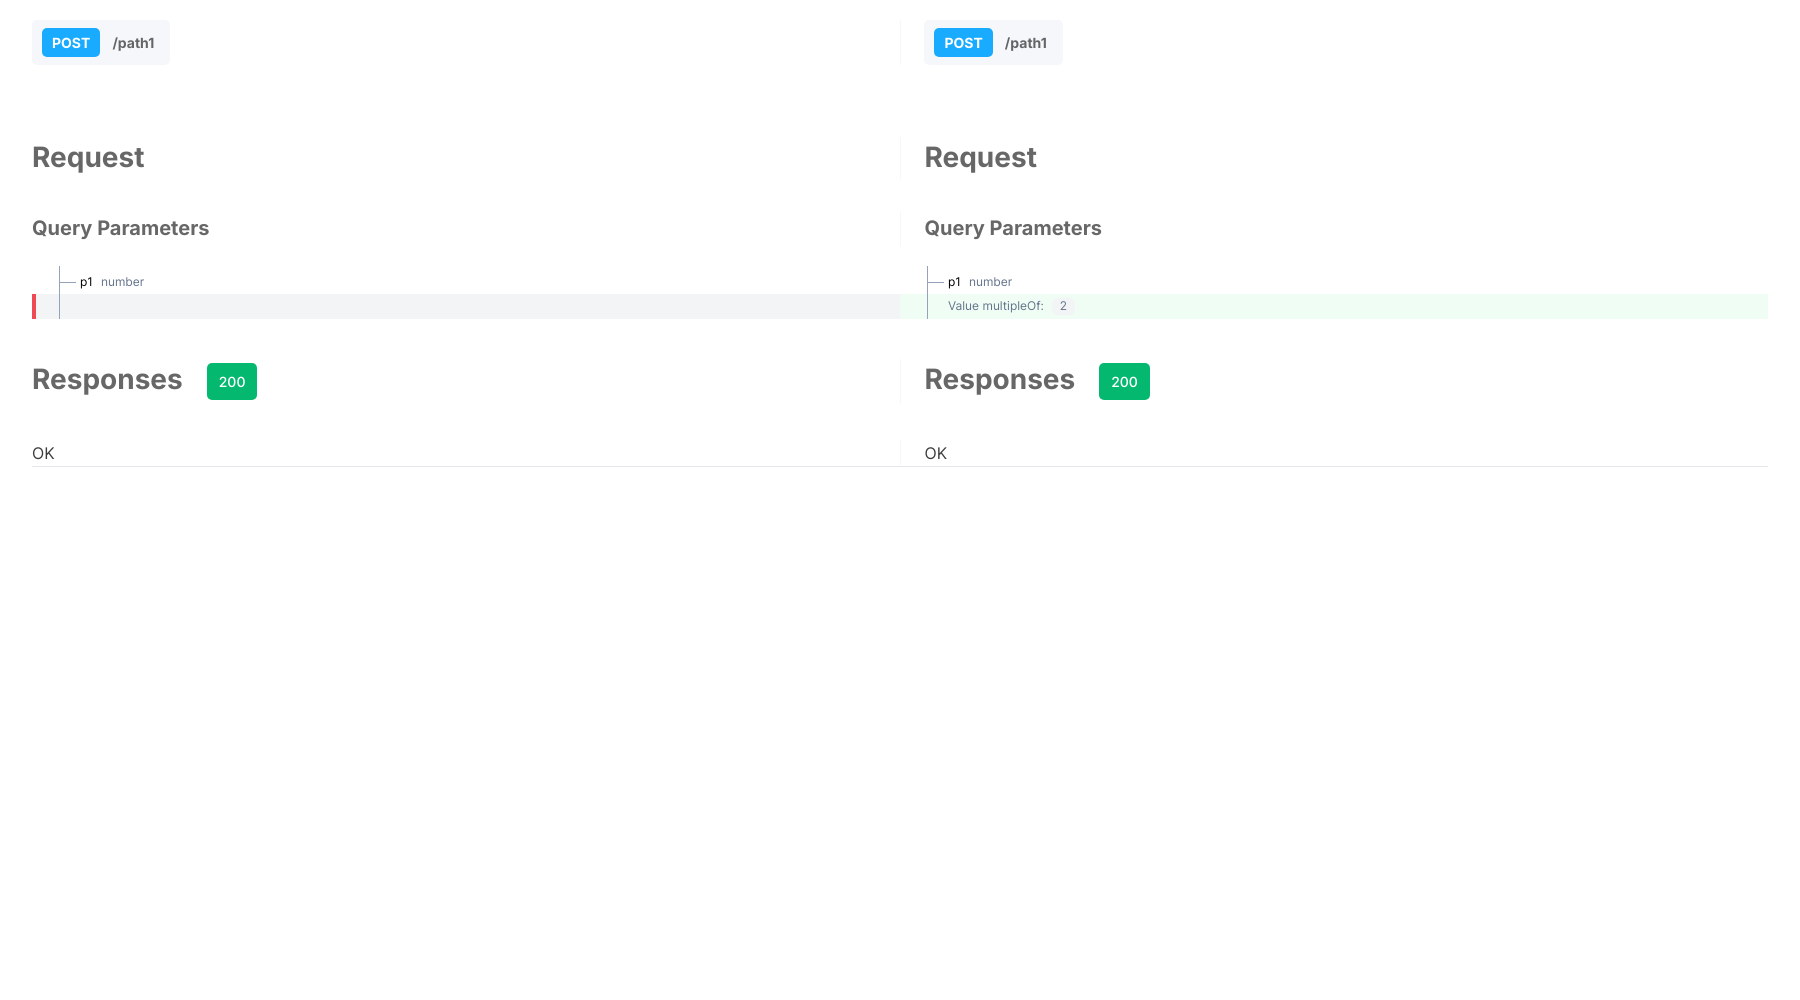 POST /path1
POST /path1
Request
Request
Query Parameters
Query Parameters
p1 number
p1 number
Value multipleOf: 2
Responses 200
Responses 200
OK
OK